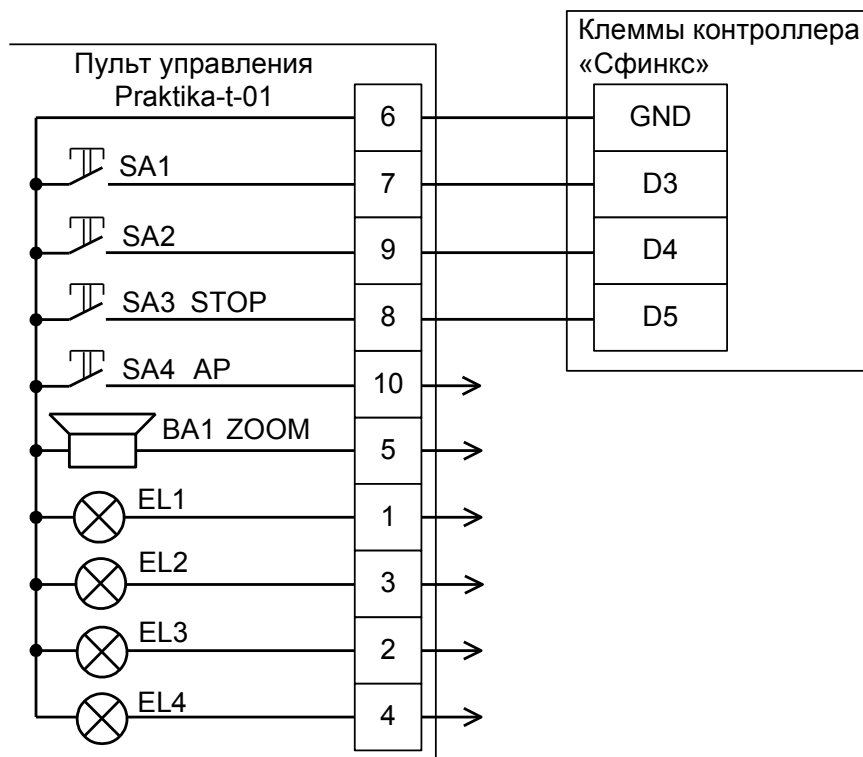 Клеммы контроллера
«Сфинкс»
Пульт управления
Praktika-t-01
6
GND
SA1
7
D3
SA2
9
D4
SA3 STOP
8
D5
SA4 AP
10
BA1 ZOOM
5
EL1
1
EL2
3
EL3
2
EL4
4